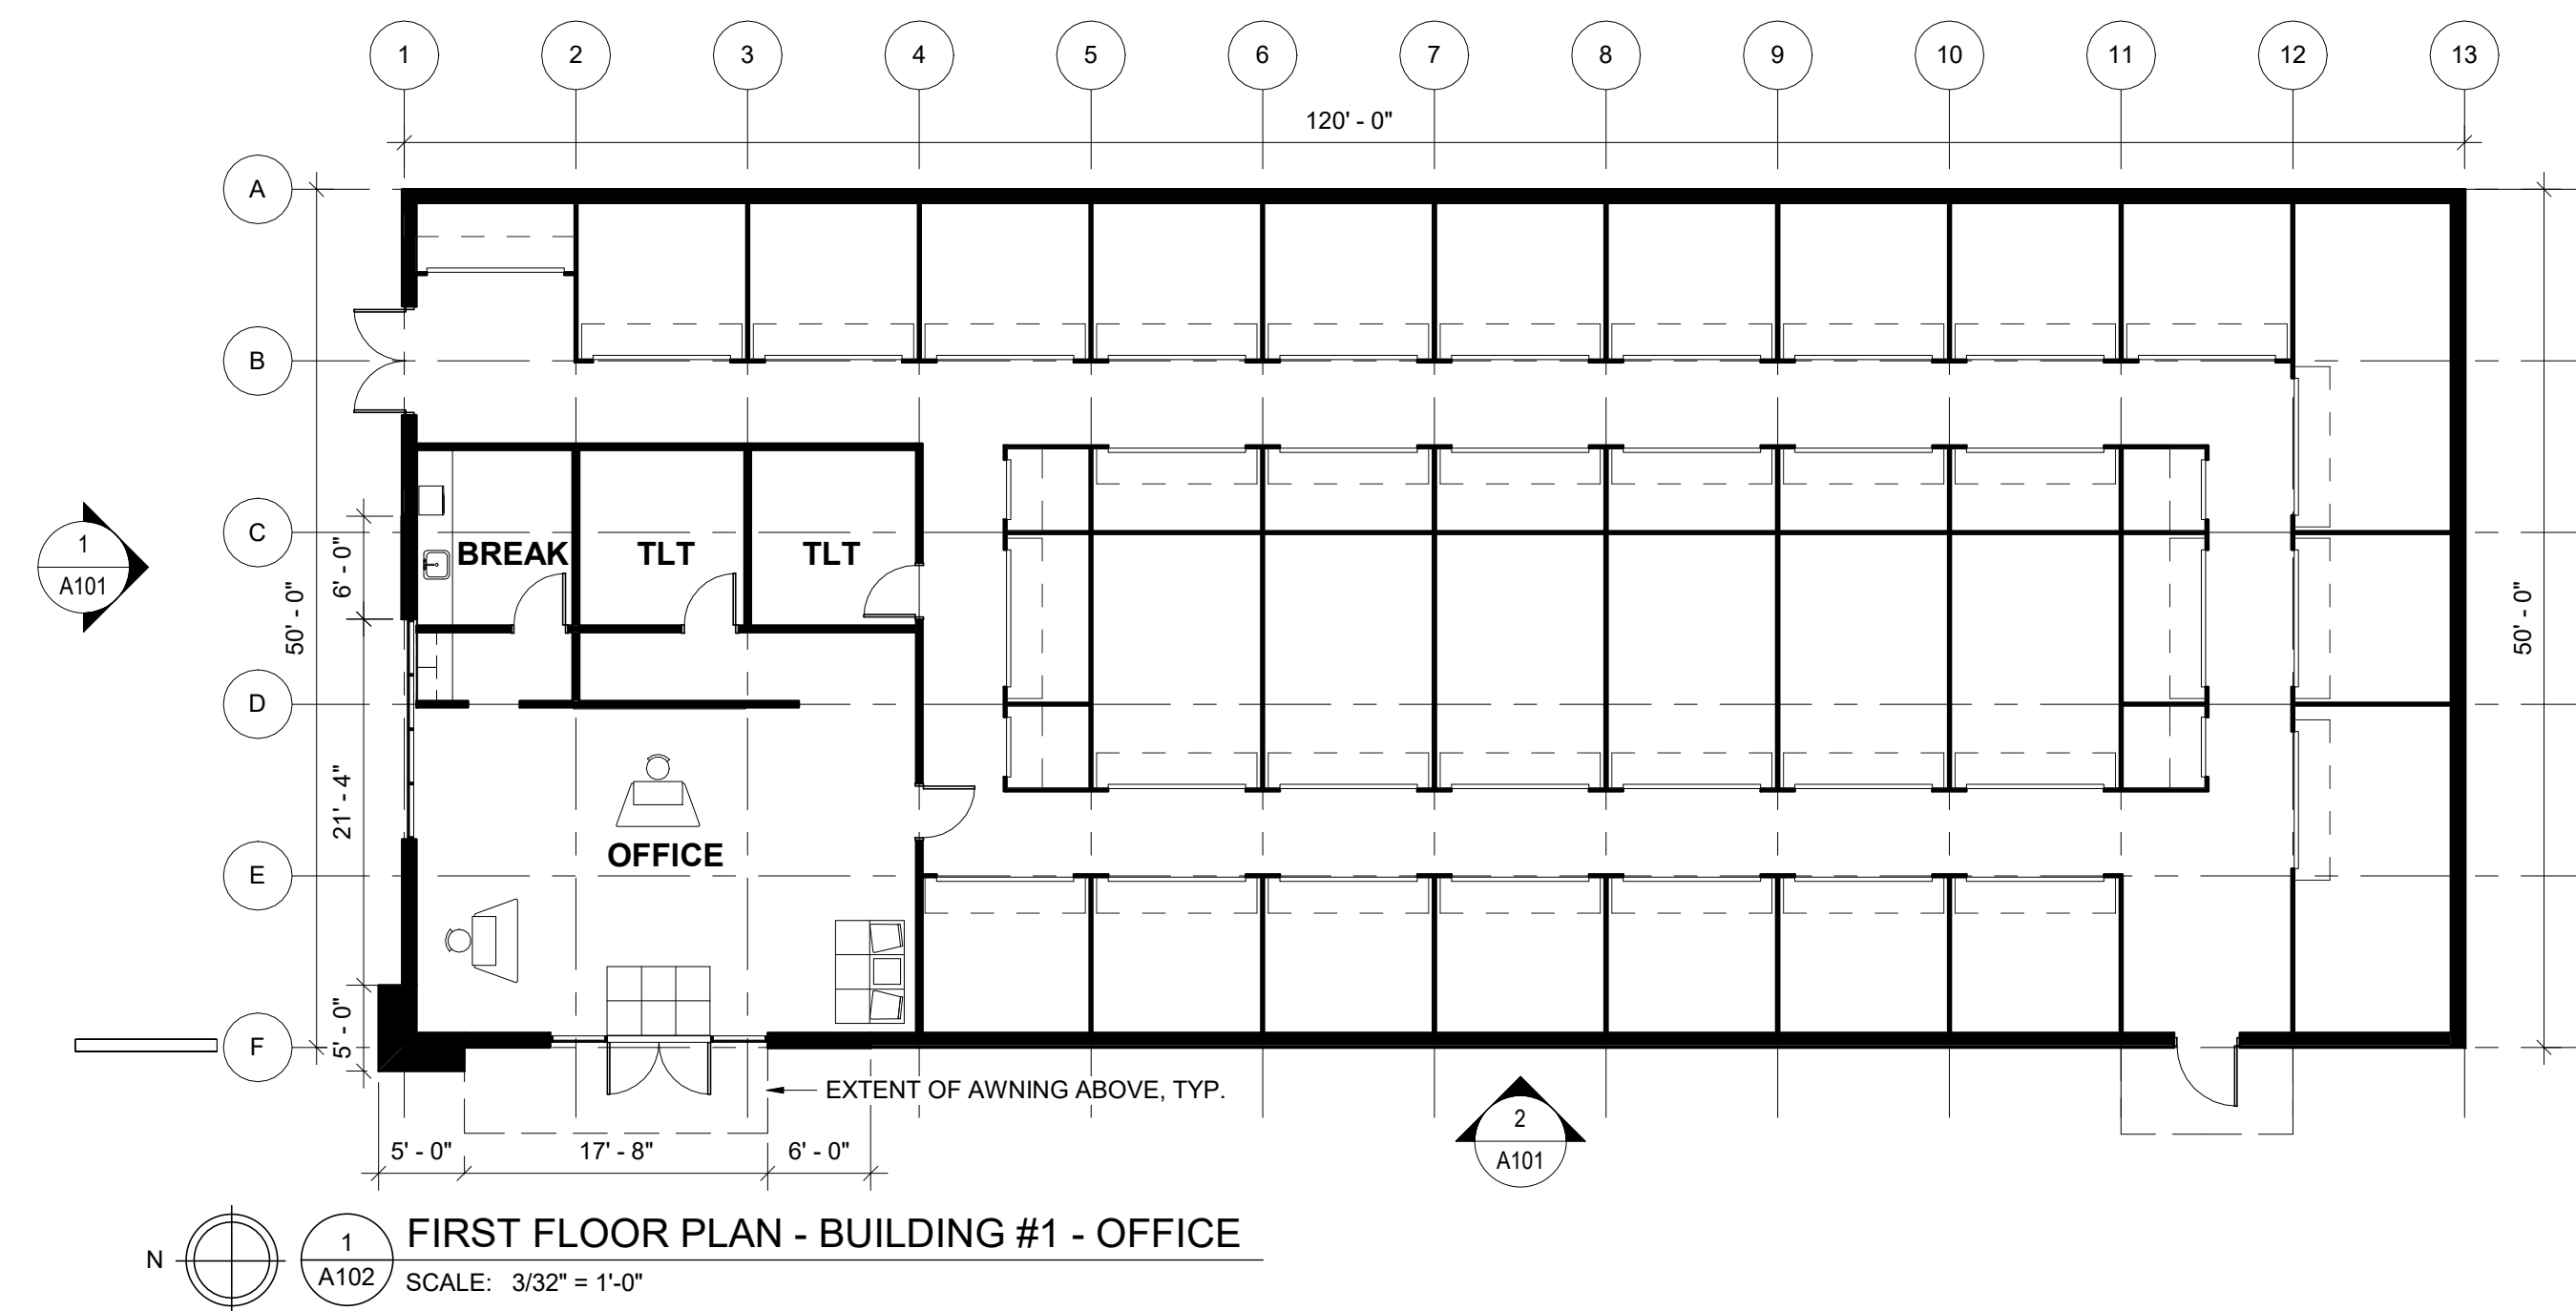 1 2 3 4 5 6 7 8 9 10 11 12 13
120' - 0"
A
B
C
D
E
F
1
A101
50' - 0"
6' - 0"
21' - 4"
5' - 0"
50' - 0"
BREAK TLT TLT
OFFICE
EXTENT OF AWNING ABOVE, TYP.
5' - 0" 17' - 8" 6' - 0"
2
A101
N
1
A102
FIRST FLOOR PLAN - BUILDING #1 - OFFICE
SCALE: 3/32" = 1'-0"